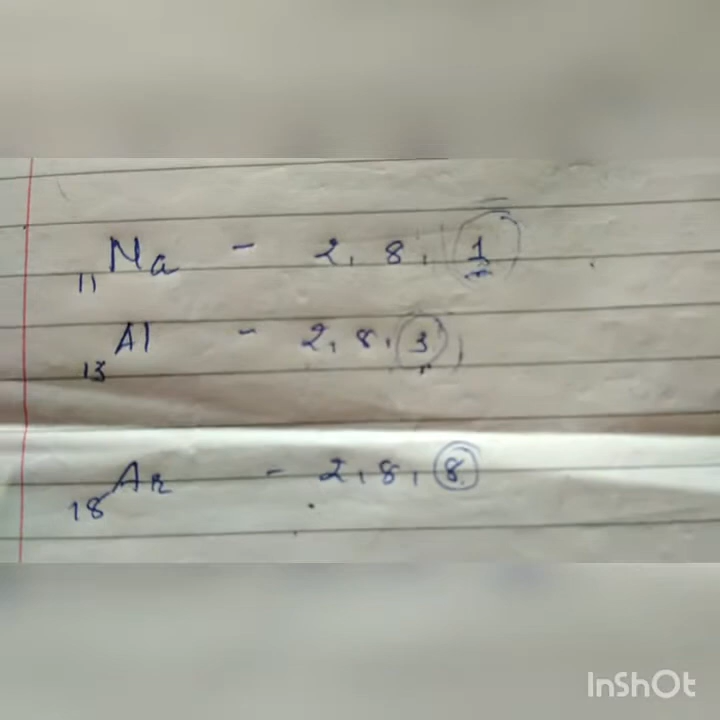 11Na - 2, 8, 1
13Al - 2, 8, 3
18Ar - 2, 8, 8
InShOt